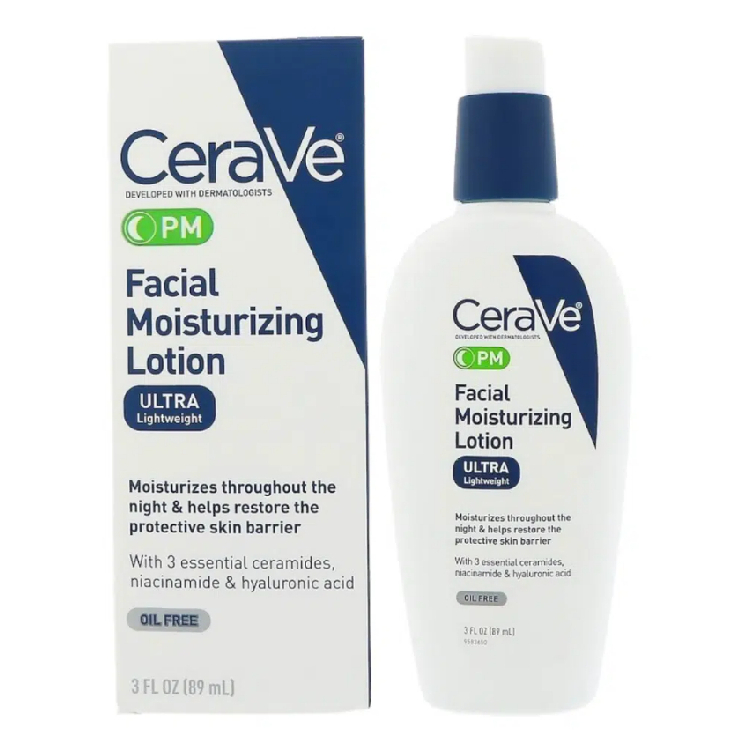 CeraVe®
DEVELOPED WITH DERMATOLOGISTS
PM
Facial
Moisturizing
Lotion
ULTRA
Lightweight
Moisturizes throughout the
night & helps restore the
protective skin barrier
With 3 essential ceramides,
niacinamide & hyaluronic acid
OIL FREE
3 FL OZ (89 mL)
CeraVe®
DEVELOPED WITH DERMATOLOGISTS
PM
Facial
Moisturizing
Lotion
ULTRA
Lightweight
Moisturizes throughout the
night & helps restore the
protective skin barrier
With 3 essential ceramides,
niacinamide & hyaluronic acid
OIL FREE
3 FL OZ (89 mL)